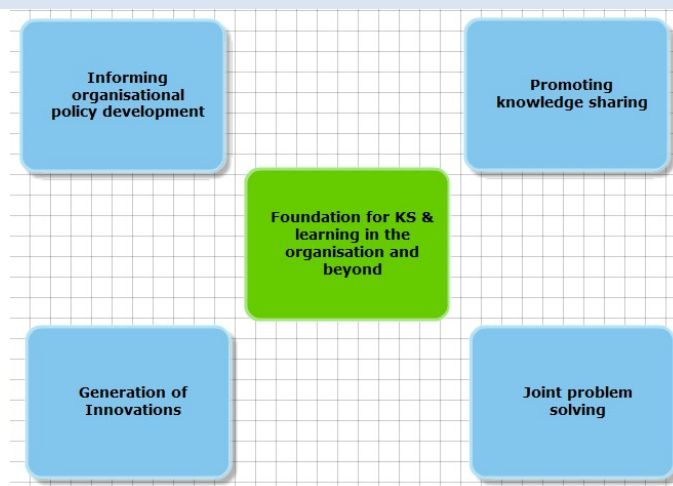 Informing
organisational
policy development
Promoting
knowledge sharing
Foundation for KS &
learning in the
organisation and
beyond
Generation of
Innovations
Joint problem
solving